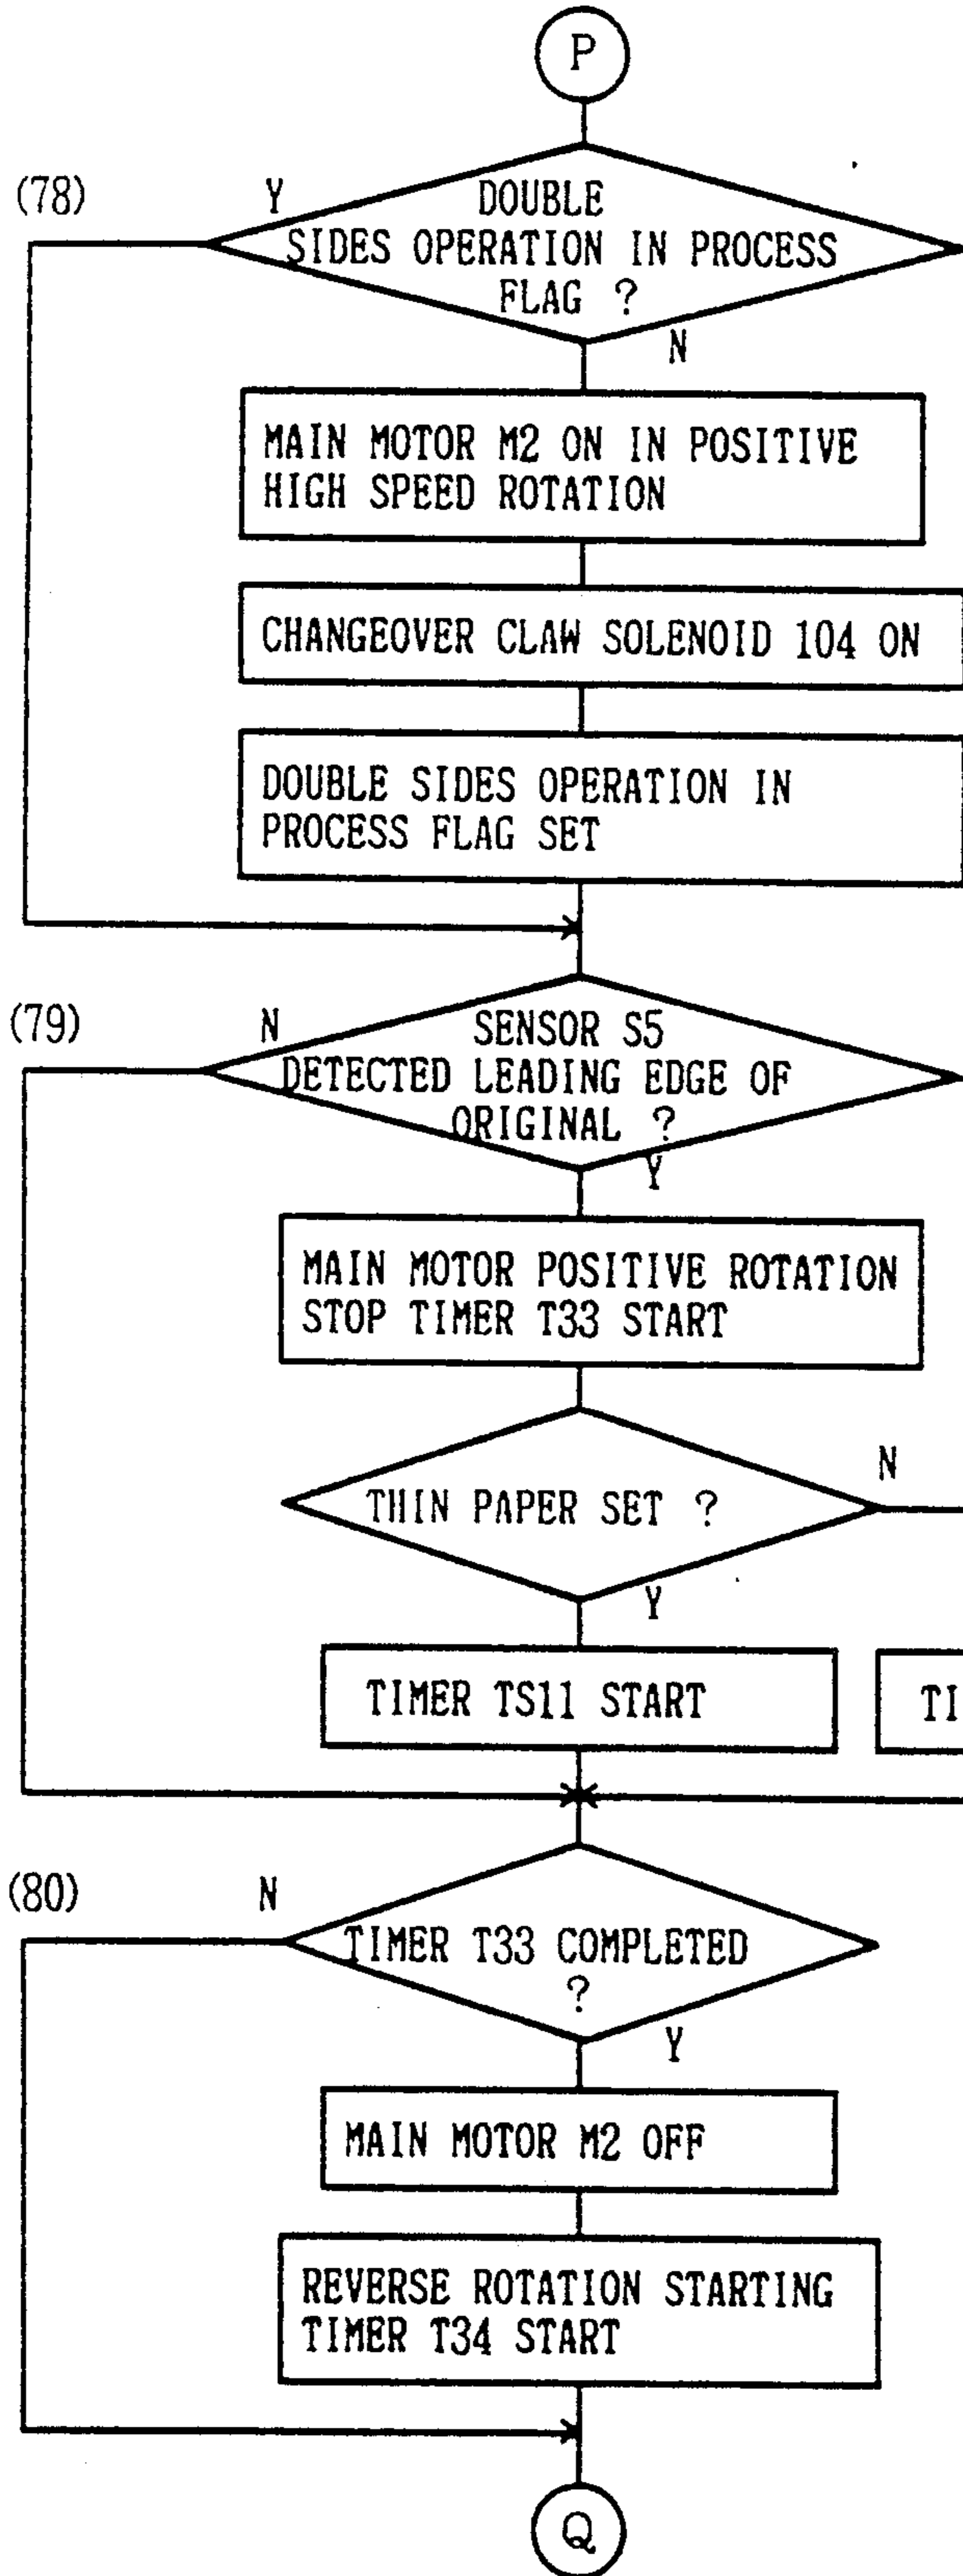 P
(78)
Y
DOUBLE
SIDES OPERATION IN PROCESS
FLAG ?
N
MAIN MOTOR M2 ON IN POSITIVE
HIGH SPEED ROTATION
CHANGEOVER CLAW SOLENOID 104 ON
DOUBLE SIDES OPERATION IN
PROCESS FLAG SET
(79)
N
SENSOR S5
DETECTED LEADING EDGE OF
ORIGINAL ?
Y
MAIN MOTOR POSITIVE ROTATION
STOP TIMER T33 START
THIN PAPER SET ?
N
Y
TIMER TS11 START
TI
(80)
N
TIMER T33 COMPLETED
?
Y
MAIN MOTOR M2 OFF
REVERSE ROTATION STARTING
TIMER T34 START
Q